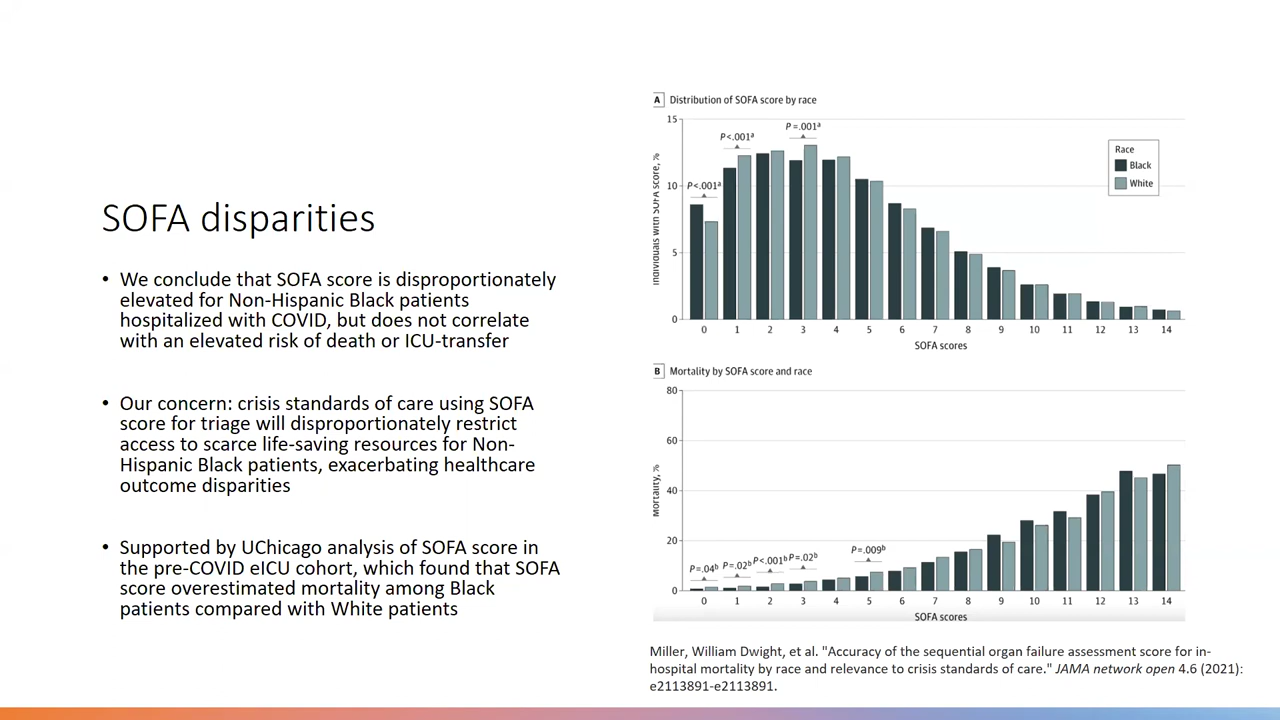 SOFA disparities
• We conclude that SOFA score is disproportionately
elevated for Non-Hispanic Black patients
hospitalized with COVID, but does not correlate
with an elevated risk of death or ICU-transfer
• Our concern: crisis standards of care using SOFA
score for triage will disproportionately restrict
access to scarce life-saving resources for Non-
Hispanic Black patients, exacerbating healthcare
outcome disparities
• Supported by UChicago analysis of SOFA score in
the pre-COVID eICU cohort, which found that SOFA
score overestimated mortality among Black
patients compared with White patients
A Distribution of SOFA score by race
15
10
5
0
Individuals with SOFA score, %
P<.001a
P<.001a
P=.001a
Race
Black
White
0 1 2 3 4 5 6 7 8 9 10 11 12 13 14
SOFA scores
B Mortality by SOFA score and race
80
60
40
20
0
Mortality, %
P=.04b P=.02b P<.001b P=.02b P=.009b
0 1 2 3 4 5 6 7 8 9 10 11 12 13 14
SOFA scores
Miller, William Dwight, et al. "Accuracy of the sequential organ failure assessment score for in-
hospital mortality by race and relevance to crisis standards of care." JAMA network open 4.6 (2021):
e2113891-e2113891.